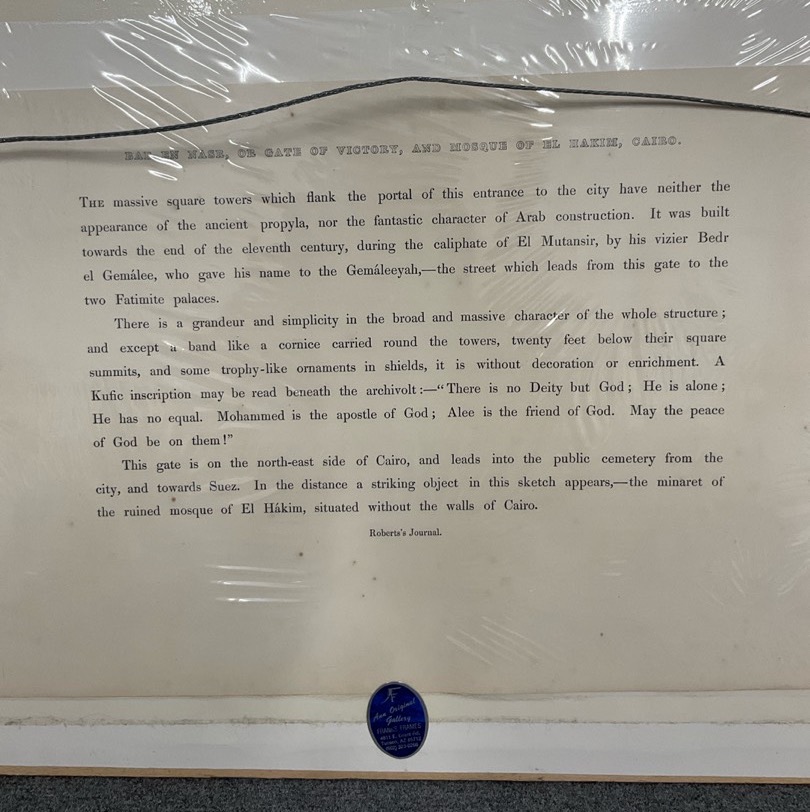 BAB EN NASR, OR GATE OF VICTORY, AND MOSQUE OF EL HAKIM, CAIRO.
THE massive square towers which flank the portal of this entrance to the city have neither the
appearance of the ancient propyla, nor the fantastic character of Arab construction. It was built
towards the end of the eleventh century, during the caliphate of El Mutansir, by his vizier Bedr
el Gemálee, who gave his name to the Gemáleeyah,—the street which leads from this gate to the
two Fatimite palaces.
There is a grandeur and simplicity in the broad and massive character of the whole structure;
and except a band like a cornice carried round the towers, twenty feet below their square
summits, and some trophy-like ornaments in shields, it is without decoration or enrichment. A
Kufic inscription may be read beneath the archivolt:—“There is no Deity but God; He is alone;
He has no equal. Mohammed is the apostle of God; Alee is the friend of God. May the peace
of God be on them!”
This gate is on the north-east side of Cairo, and leads into the public cemetery from the
city, and towards Suez. In the distance a striking object in this sketch appears,—the minaret of
the ruined mosque of El Hákim, situated without the walls of Cairo.
Roberts's Journal.
Ann Original
Gallery